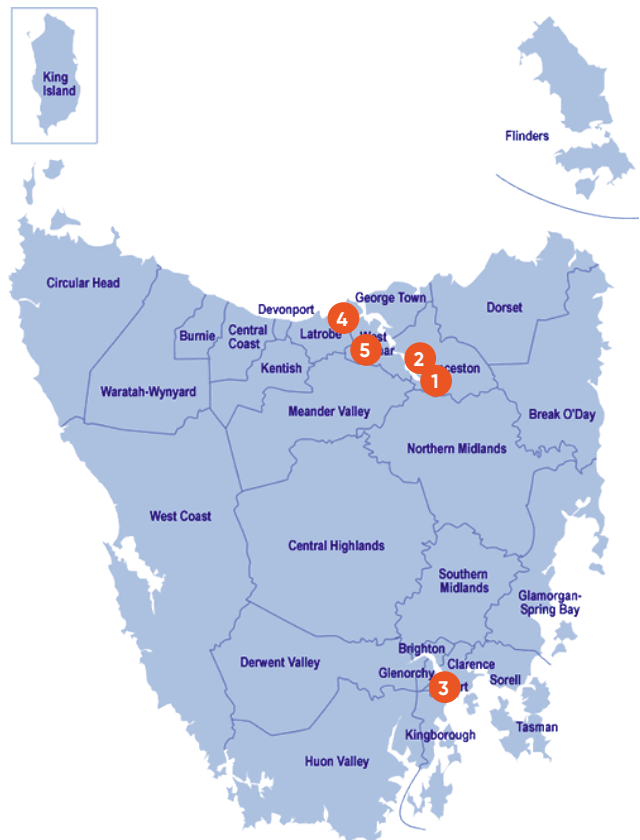 King
Island
Flinders
Circular Head
George Town
Devonport
Dorset
4
Burnie
Central
Coast
Latrobe
West
5
2
Kentish
1
Waratah-Wynyard
Meander Valley
Break O'Day
Northern Midlands
West Coast
Central Highlands
Southern
Midlands
Glamorgan-
Spring Bay
Brighton
Derwent Valley
Clarence
Glenorchy
Sorell
3
Tasman
Kingborough
Huon Valley